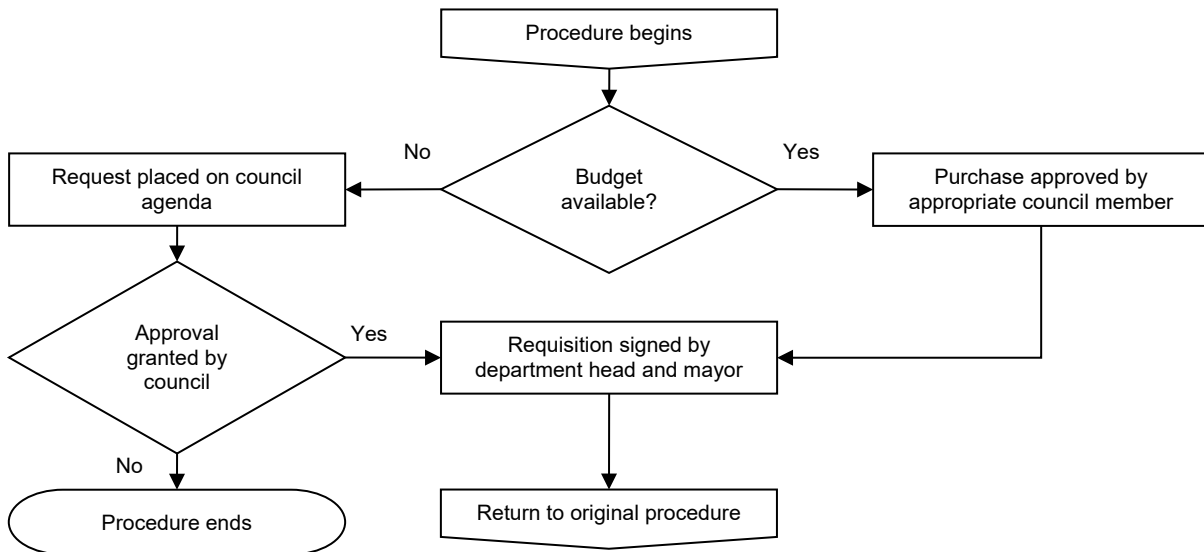 Procedure begins
No
Yes
Request placed on council
agenda
Budget
available?
Purchase approved by
appropriate council member
Approval
granted by
council
Yes
Requisition signed by
department head and mayor
No
Procedure ends
Return to original procedure